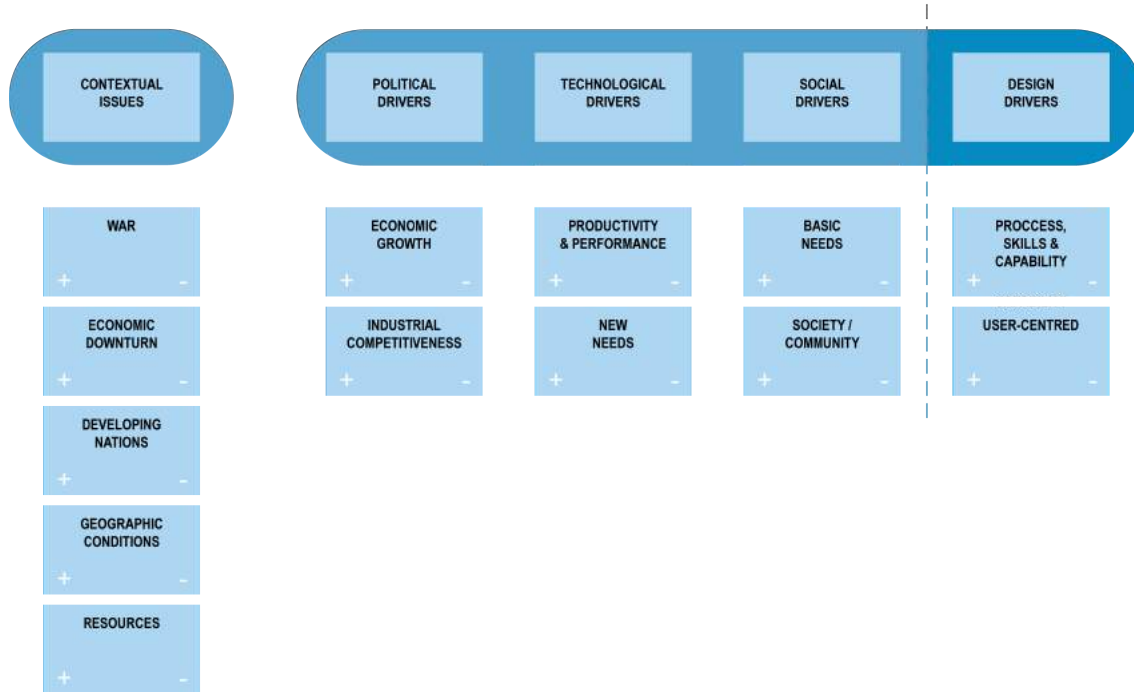 CONTEXTUAL
ISSUES
POLITICAL
DRIVERS
TECHNOLOGICAL
DRIVERS
SOCIAL
DRIVERS
DESIGN
DRIVERS
WAR
+ -
ECONOMIC
GROWTH
+ -
PRODUCTIVITY
& PERFORMANCE
+ -
BASIC
NEEDS
+ -
PROCCESS,
SKILLS &
CAPABILITY
+ -
ECONOMIC
DOWNTURN
+ -
INDUSTRIAL
COMPETITIVENESS
+ -
NEW
NEEDS
+ -
SOCIETY /
COMMUNITY
+ -
USER-CENTRED
+ -
DEVELOPING
NATIONS
+ -
GEOGRAPHIC
CONDITIONS
+ -
RESOURCES
+ -